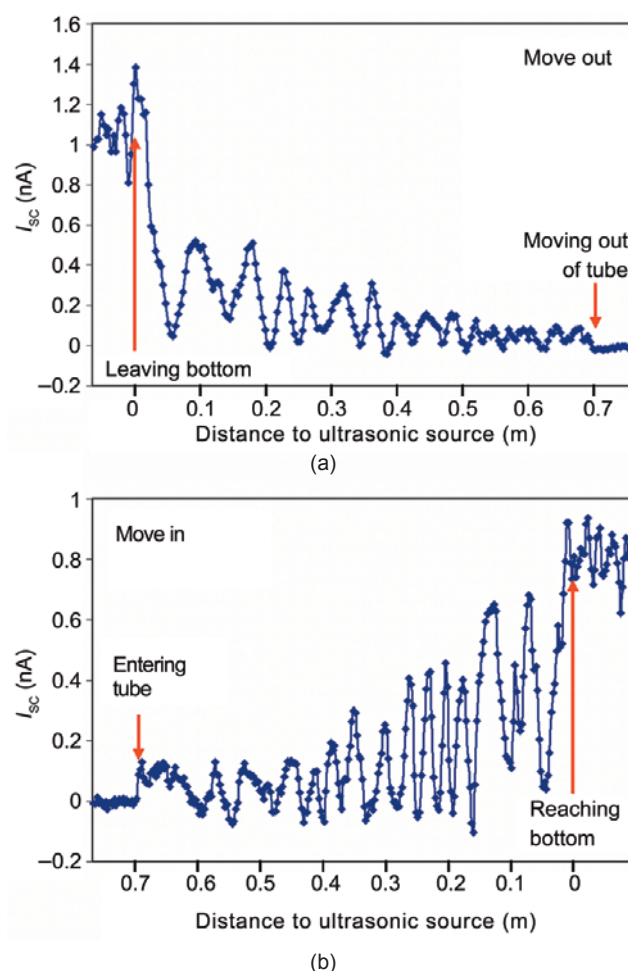 1.6
1.4
1.2
1
0.8
0.6
0.4
0.2
0
–0.2
I_sc (nA)
Move out
Moving out
of tube
Leaving bottom
0 0.1 0.2 0.3 0.4 0.5 0.6 0.7
Distance to ultrasonic source (m)
(a)
1
0.8
0.6
0.4
0.2
0
–0.2
I_sc (nA)
Move in
Entering
tube
Reaching
bottom
0.7 0.6 0.5 0.4 0.3 0.2 0.1 0
Distance to ultrasonic source (m)
(b)